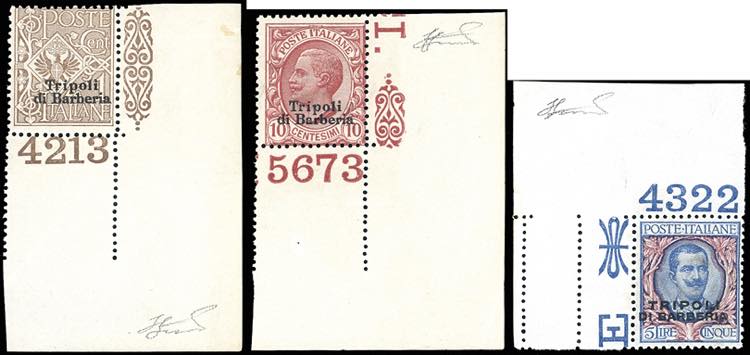 POSTE
Cent
Tripoli
di Barberia
ITALIANE
4213
POSTE ITALIANE
Tripoli
di Barberia
10 CENTESIMI 10
5673
4322
POSTE·ITALIANE
TRIPOLI
DI BARBERIA
5 LIRE CINQUE